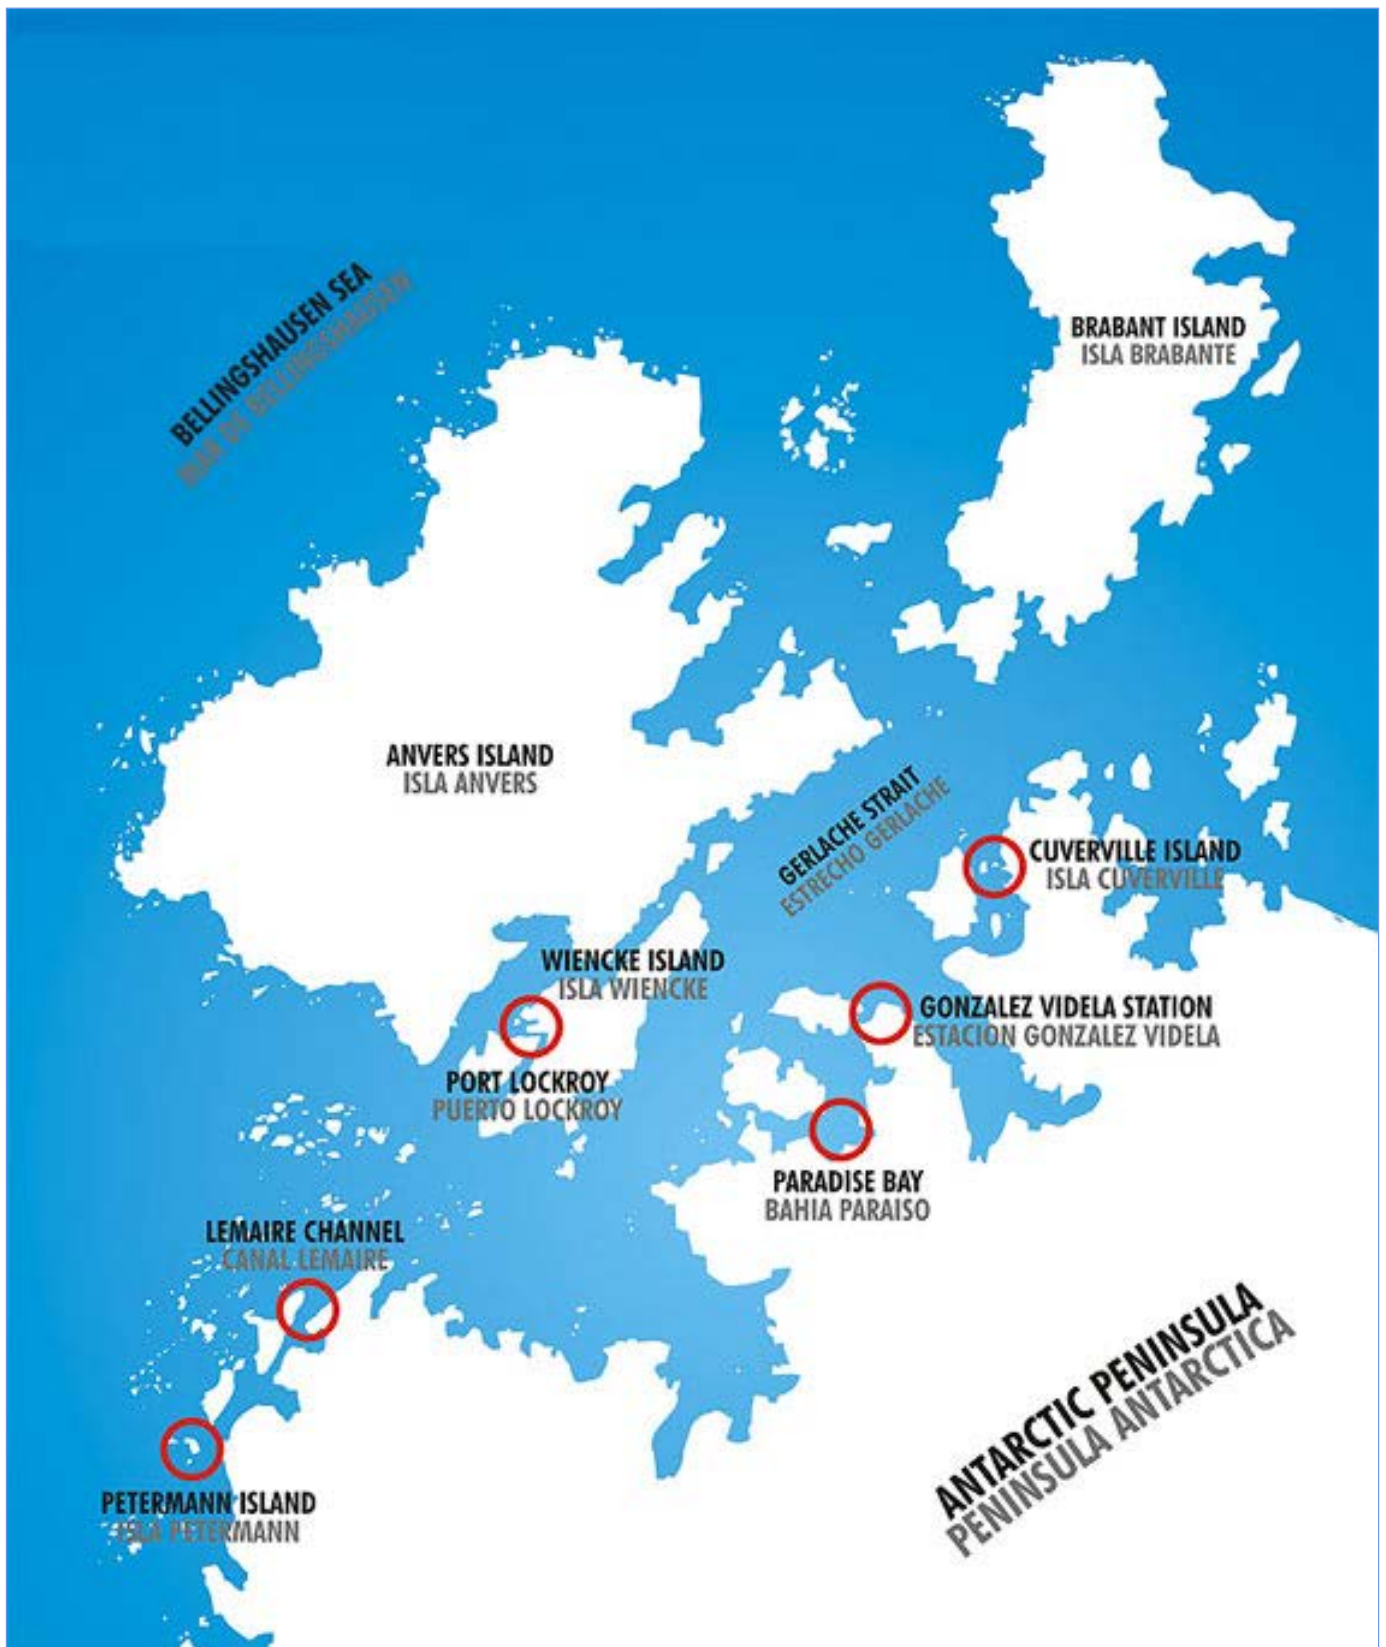 BELLINGSHAUSEN SEA
MAR DE BELLINGSHAUSEN
BRABANT ISLAND
ISLA BRABANTE
ANVERS ISLAND
ISLA ANVERS
GERLACHE STRAIT
ESTRECHO GERLACHE
CUVERVILLE ISLAND
ISLA CUVERVILLE
WIENCKE ISLAND
ISLA WIENCKE
GONZALEZ VIDELA STATION
ESTACION GONZALEZ VIDELA
PORT LOCKROY
PUERTO LOCKROY
PARADISE BAY
BAHIA PARAISO
LEMAIRE CHANNEL
CANAL LEMAIRE
ANTARCTIC PENINSULA
PENINSULA ANTARCTICA
PETERMANN ISLAND
ISLA PETERMANN